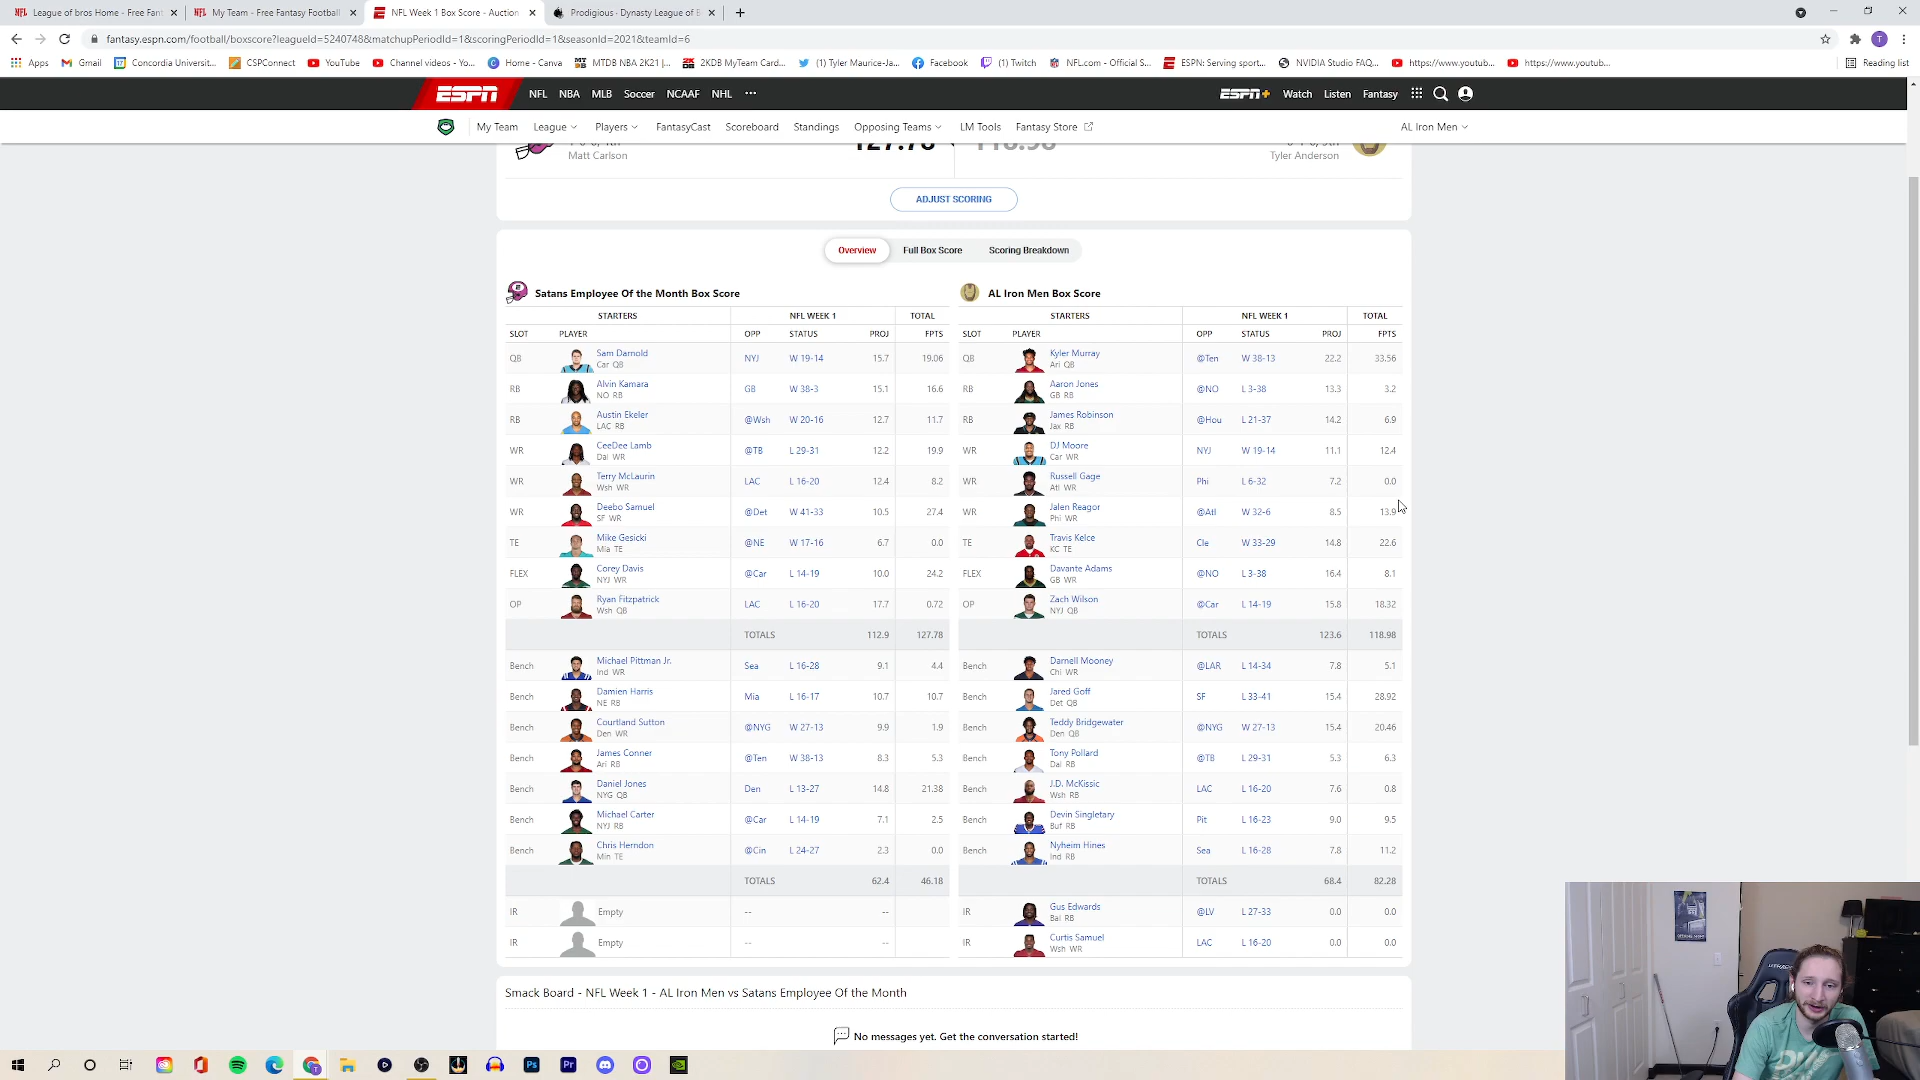 League of bros Home - Free Fant
My Team - Free Fantasy Football
NFL Week 1 Box Score - Auction
Prodigious - Dynasty League of B
fantasy.espn.com/football/boxscore?leagueId=5240748&matchupPeriodId=1&scoringPeriodId=1&seasonId=2021&teamId=6
Apps Gmail Concordia Universit... CSPConnect YouTube Channel videos - Yo... Home - Canva MTDB NBA 2K21 |... 2KDB MyTeam Card... (1) Tyler Maurice-Ja... Facebook (1) Twitch NFL.com - Official S... ESPN: Serving sport... NVIDIA Studio FAQ... https://www.youtub... https://www.youtub... Reading list
ESPN NFL NBA MLB Soccer NCAAF NHL ••• ESPN+ Watch Listen Fantasy
My Team League Players FantasyCast Scoreboard Standings Opposing Teams LM Tools Fantasy Store AL Iron Men
127.78 118.98
Matt Carlson Tyler Anderson
ADJUST SCORING
Overview Full Box Score Scoring Breakdown
Satans Employee Of the Month Box Score
STARTERS NFL WEEK 1 TOTAL
SLOT PLAYER OPP STATUS PROJ FPTS
QB Sam Darnold Car QB NYJ W 19-14 15.7 19.06
RB Alvin Kamara NO RB GB W 38-3 15.1 16.6
RB Austin Ekeler LAC RB @Wsh W 20-16 12.7 11.7
WR CeeDee Lamb Dal WR @TB L 29-31 12.2 19.9
WR Terry McLaurin Wsh WR LAC L 16-20 12.4 8.2
WR Deebo Samuel SF WR @Det W 41-33 10.5 27.4
TE Mike Gesicki Mia TE @NE W 17-16 6.7 0.0
FLEX Corey Davis NYJ WR @Car L 14-19 10.0 24.2
OP Ryan Fitzpatrick Wsh QB LAC L 16-20 17.7 0.72
TOTALS 112.9 127.78
Bench Michael Pittman Jr. Ind WR Sea L 16-28 9.1 4.4
Bench Damien Harris NE RB Mia L 16-17 10.7 10.7
Bench Courtland Sutton Den WR @NYG W 27-13 9.9 1.9
Bench James Conner Ari RB @Ten W 38-13 8.3 5.3
Bench Daniel Jones NYG QB Den L 13-27 14.8 21.38
Bench Michael Carter NYJ RB @Car L 14-19 7.1 2.5
Bench Chris Herndon Min TE @Cin L 24-27 2.3 0.0
TOTALS 62.4 46.18
IR Empty -- --
IR Empty -- --
AL Iron Men Box Score
STARTERS NFL WEEK 1 TOTAL
SLOT PLAYER OPP STATUS PROJ FPTS
QB Kyler Murray Ari QB @Ten W 38-13 22.2 33.56
RB Aaron Jones GB RB @NO L 3-38 13.3 3.2
RB James Robinson Jax RB @Hou L 21-37 14.2 6.9
WR DJ Moore Car WR NYJ W 19-14 11.1 12.4
WR Russell Gage Atl WR Phi L 6-32 7.2 0.0
WR Jalen Reagor Phi WR @Atl W 32-6 8.5 13.9
TE Travis Kelce KC TE Cle W 33-29 14.8 22.6
FLEX Davante Adams GB WR @NO L 3-38 16.4 8.1
OP Zach Wilson NYJ QB @Car L 14-19 15.8 18.32
TOTALS 123.6 118.98
Bench Darnell Mooney Chi WR @LAR L 14-34 7.8 5.1
Bench Jared Goff Det QB SF L 33-41 15.4 28.92
Bench Teddy Bridgewater Den QB @NYG W 27-13 15.4 20.46
Bench Tony Pollard Dal RB @TB L 29-31 5.3 6.3
Bench J.D. McKissic Wsh RB LAC L 16-20 7.6 0.8
Bench Devin Singletary Buf RB Pit L 16-23 9.0 9.5
Bench Nyheim Hines Ind RB Sea L 16-28 7.8 11.2
TOTALS 68.4 82.28
IR Gus Edwards Bal RB @LV L 27-33 0.0 0.0
IR Curtis Samuel Wsh WR LAC L 16-20 0.0 0.0
Smack Board - NFL Week 1 - AL Iron Men vs Satans Employee Of the Month
No messages yet. Get the conversation started!